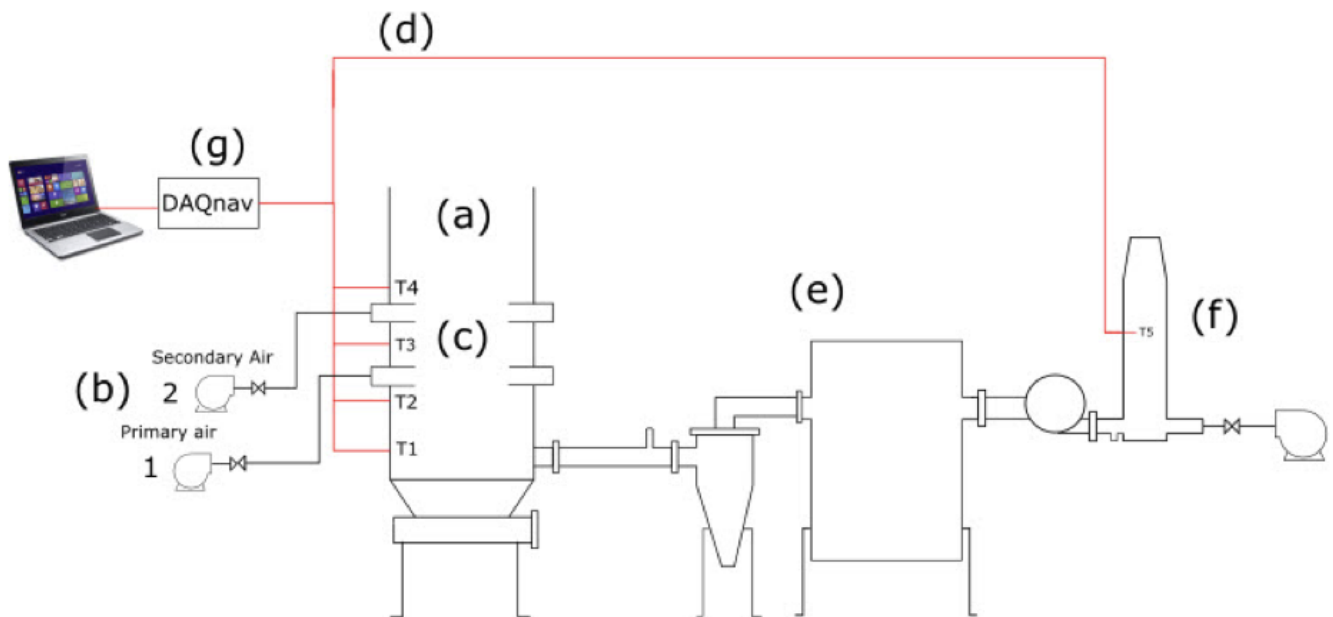 (d)
(g)
DAQnav
(a)
T4
(e)
(c)
T3
T5
(f)
Secondary Air
(b)
2
T2
Primary air
1
T1